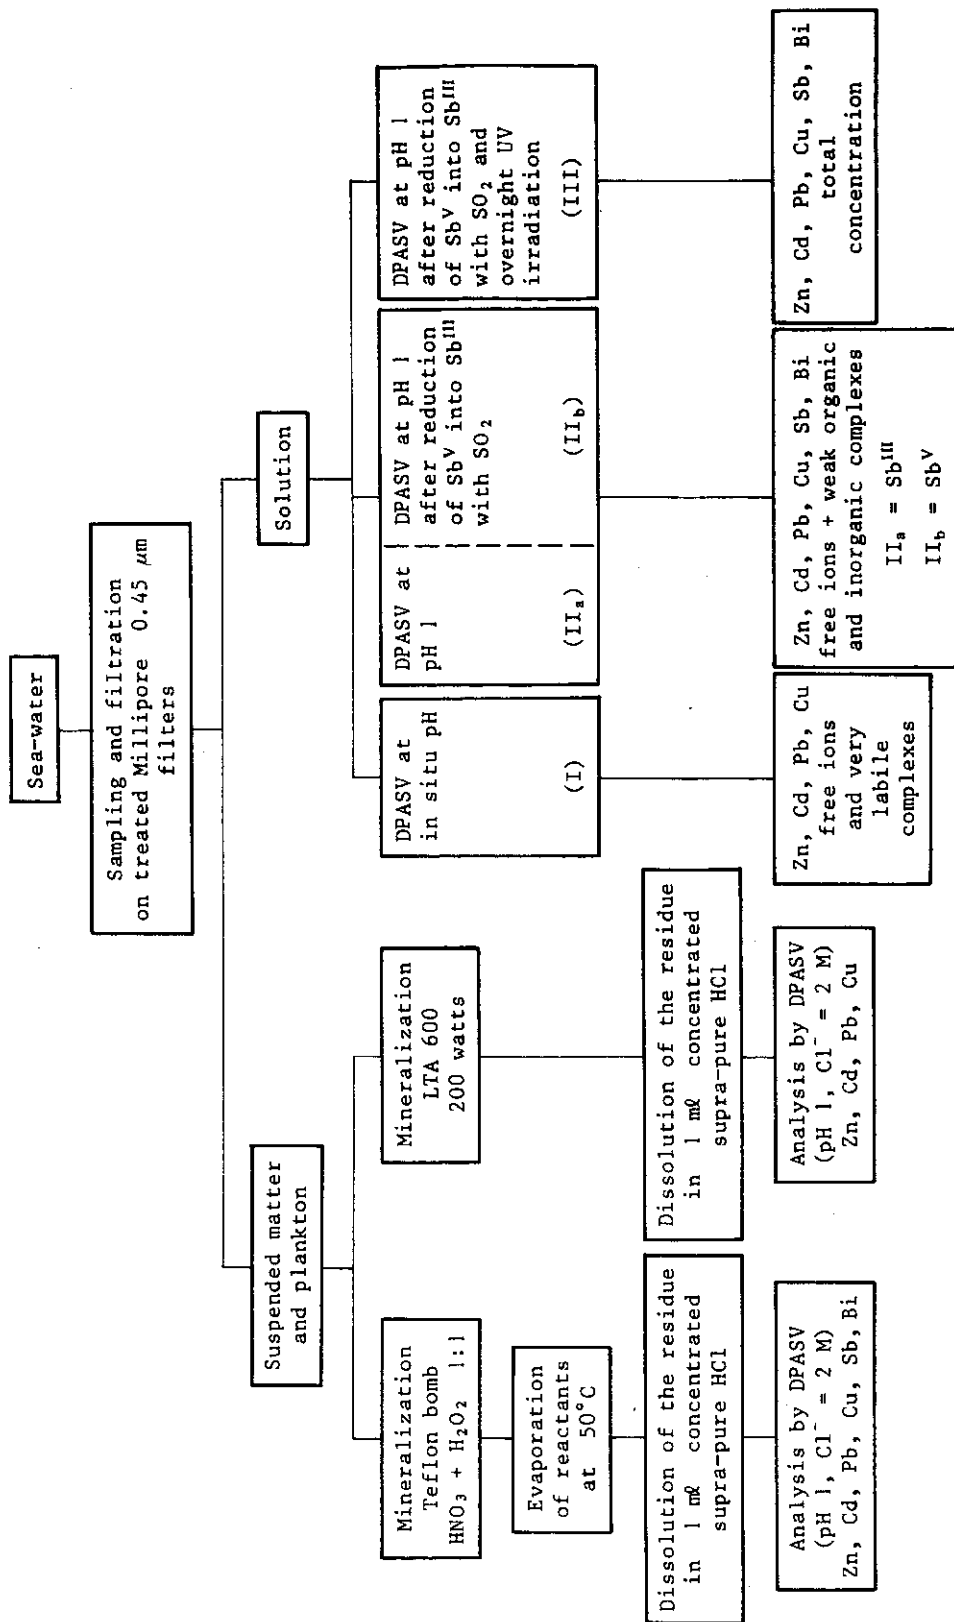 Sea-water
Sampling and filtration
on treated Millipore 0.45 μm
filters
Suspended matter
and plankton
Solution
Mineralization
Teflon bomb
HNO₃ + H₂O₂ 1:1
Mineralization
LTA 600
200 watts
DPASV at
in situ pH
(I)
DPASV at
pH 1
(IIₐ)
DPASV at pH 1
after reduction
of Sbⱽ into Sbᴵᴵᴵ
with SO₂
(II_b)
DPASV at pH 1
after reduction
of Sbⱽ into Sbᴵᴵᴵ
with SO₂ and
overnight UV
irradiation
(III)
Evaporation
of reactants
at 50°C
Dissolution of the residue
in 1 mℓ concentrated
supra-pure HCl
Dissolution of the residue
in 1 mℓ concentrated
supra-pure HCl
Analysis by DPASV
(pH 1, Cl⁻ = 2 M)
Zn, Cd, Pb, Cu, Sb, Bi
Analysis by DPASV
(pH 1, Cl⁻ = 2 M)
Zn, Cd, Pb, Cu
Zn, Cd, Pb, Cu
free ions
and very
labile
complexes
Zn, Cd, Pb, Cu, Sb, Bi
free ions + weak organic
and inorganic complexes
IIₐ = Sbᴵᴵᴵ
II_b = Sbⱽ
Zn, Cd, Pb, Cu, Sb, Bi
total
concentration